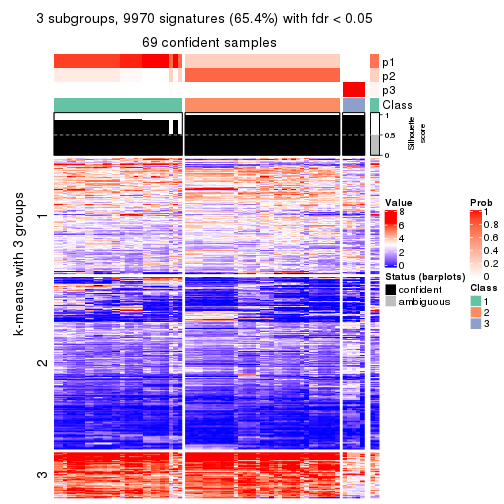 3 subgroups, 9970 signatures (65.4%) with fdr < 0.05
69 confident samples
p1
p2
p3
Class
1
0.5
0
Silhouette
score
k-means with 3 groups
1
2
3
Value
8
6
4
2
0
Status (barplots)
confident
ambiguous
Prob
1
0.8
0.6
0.4
0.2
0
Class
1
2
3